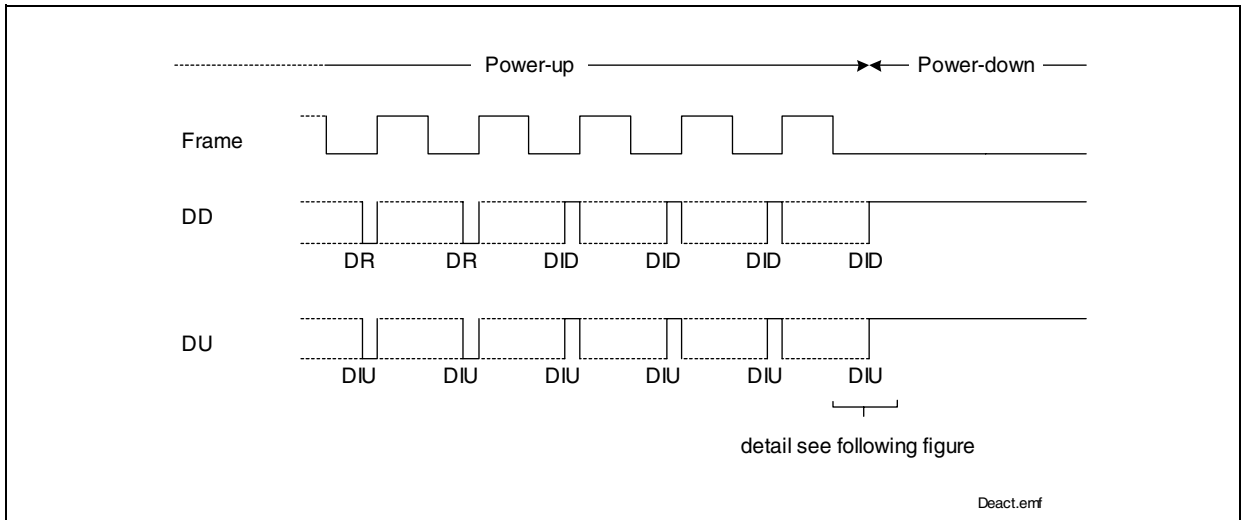 Power-up Power-down
Frame
DD
DR DR DID DID DID DID
DU
DIU DIU DIU DIU DIU DIU
detail see following figure
Deact.emf